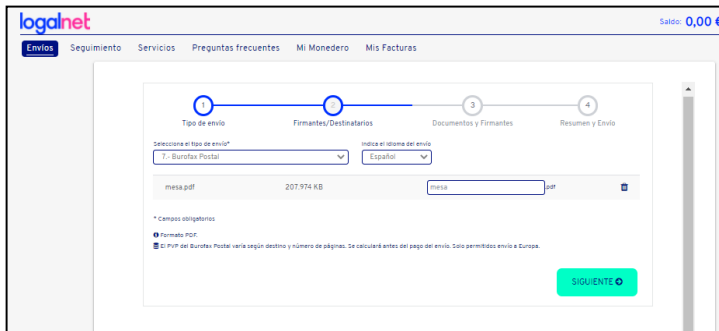 logalnet
Saldo: 0,00 €
Envíos Seguimiento Servicios Preguntas frecuentes Mi Monedero Mis Facturas
1 2 3 4
Tipo de envío Firmantes/Destinatarios Documentos y Firmantes Resumen y Envío
Selecciona el tipo de envío* Indica el idioma del envío
7.- Burofax Postal Español
mesa.pdf 207.974 KB mesa .pdf
* Campos obligatorios
Formato PDF.
El PVP del Burofax Postal varía según destino y número de páginas. Se calculará antes del pago del envío. Solo permitidos envío a Europa.
SIGUIENTE